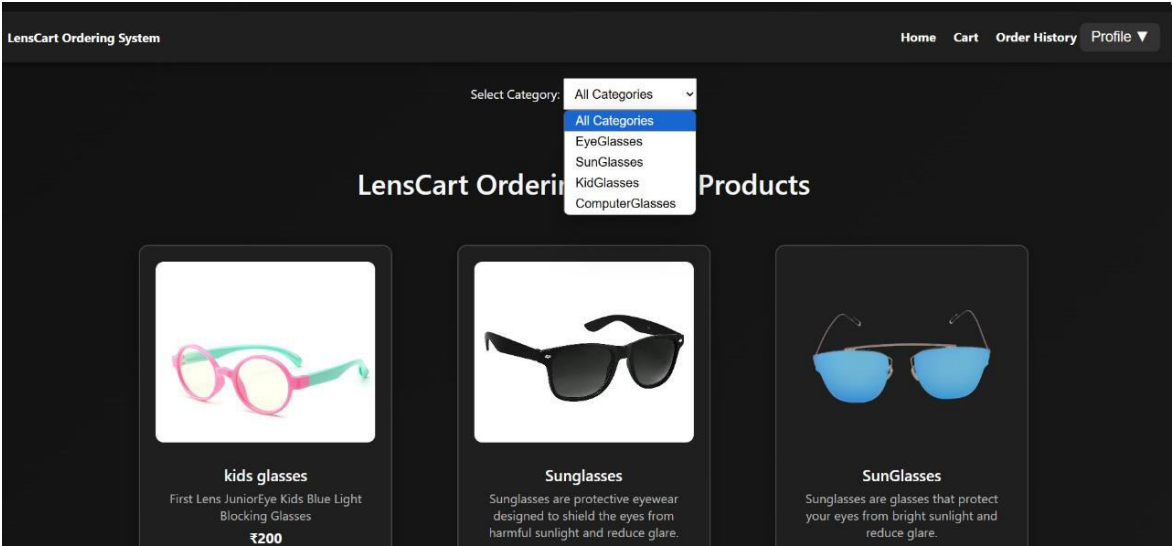 LensCart Ordering System
Home Cart Order History Profile ▼
Select Category: All Categories
All Categories
EyeGlasses
SunGlasses
KidGlasses
ComputerGlasses
LensCart Orderin Products
kids glasses
First Lens JuniorEye Kids Blue Light
Blocking Glasses
₹200
Sunglasses
Sunglasses are protective eyewear
designed to shield the eyes from
harmful sunlight and reduce glare.
SunGlasses
Sunglasses are glasses that protect
your eyes from bright sunlight and
reduce glare.